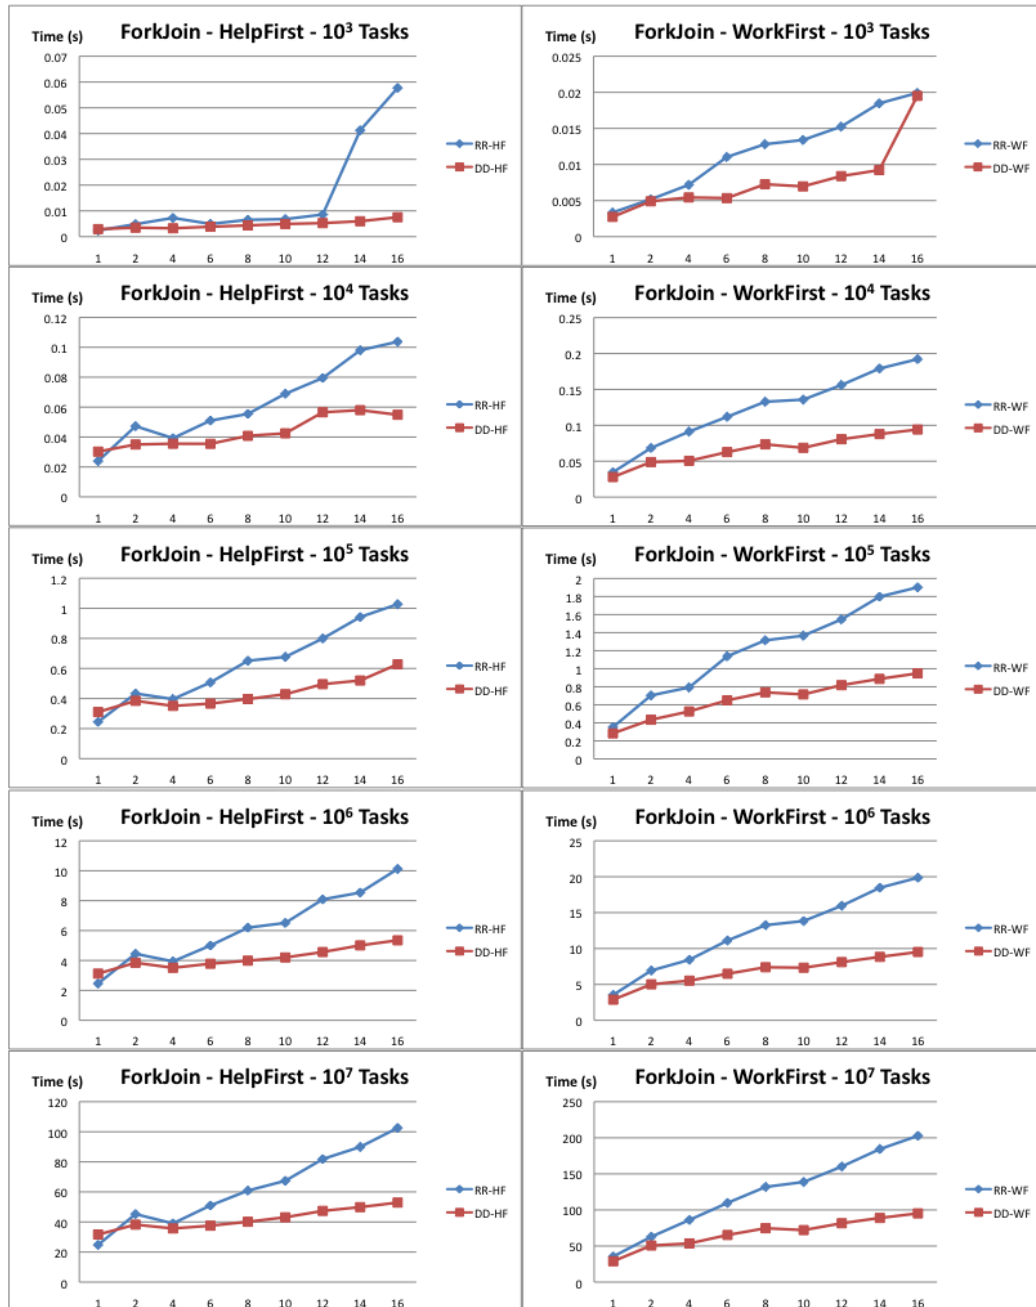 Time (s) ForkJoin - HelpFirst - 10³ Tasks
0.07
0.06
0.05
0.04
0.03
0.02
0.01
0
1 2 4 6 8 10 12 14 16
RR-HF
DD-HF
Time (s) ForkJoin - WorkFirst - 10³ Tasks
0.025
0.02
0.015
0.01
0.005
0
1 2 4 6 8 10 12 14 16
RR-WF
DD-WF
Time (s) ForkJoin - HelpFirst - 10⁴ Tasks
0.12
0.1
0.08
0.06
0.04
0.02
0
1 2 4 6 8 10 12 14 16
RR-HF
DD-HF
Time (s) ForkJoin - WorkFirst - 10⁴ Tasks
0.25
0.2
0.15
0.1
0.05
0
1 2 4 6 8 10 12 14 16
RR-WF
DD-WF
Time (s) ForkJoin - HelpFirst - 10⁵ Tasks
1.2
1
0.8
0.6
0.4
0.2
0
1 2 4 6 8 10 12 14 16
RR-HF
DD-HF
Time (s) ForkJoin - WorkFirst - 10⁵ Tasks
2
1.8
1.6
1.4
1.2
1
0.8
0.6
0.4
0.2
0
1 2 4 6 8 10 12 14 16
RR-WF
DD-WF
Time (s) ForkJoin - HelpFirst - 10⁶ Tasks
12
10
8
6
4
2
0
1 2 4 6 8 10 12 14 16
RR-HF
DD-HF
Time (s) ForkJoin - WorkFirst - 10⁶ Tasks
25
20
15
10
5
0
1 2 4 6 8 10 12 14 16
RR-WF
DD-WF
Time (s) ForkJoin - HelpFirst - 10⁷ Tasks
120
100
80
60
40
20
0
1 2 4 6 8 10 12 14 16
RR-HF
DD-HF
Time (s) ForkJoin - WorkFirst - 10⁷ Tasks
250
200
150
100
50
0
1 2 4 6 8 10 12 14 16
RR-WF
DD-WF